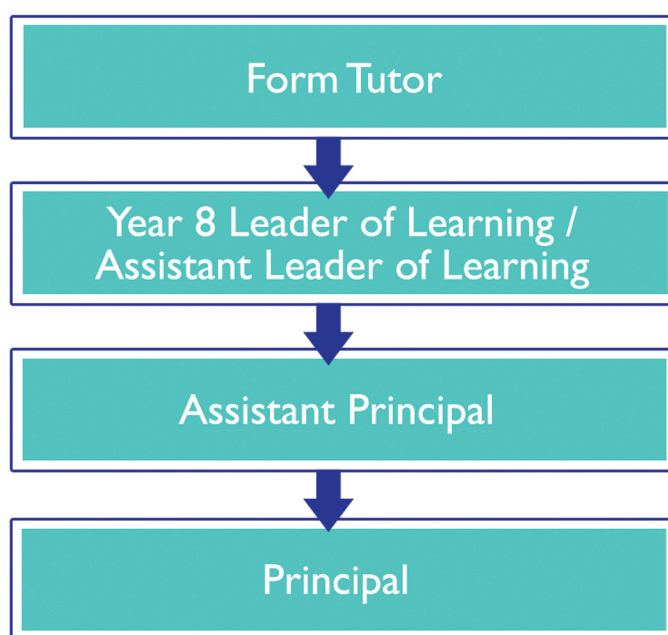 Form Tutor
Year 8 Leader of Learning /
Assistant Leader of Learning
Assistant Principal
Principal